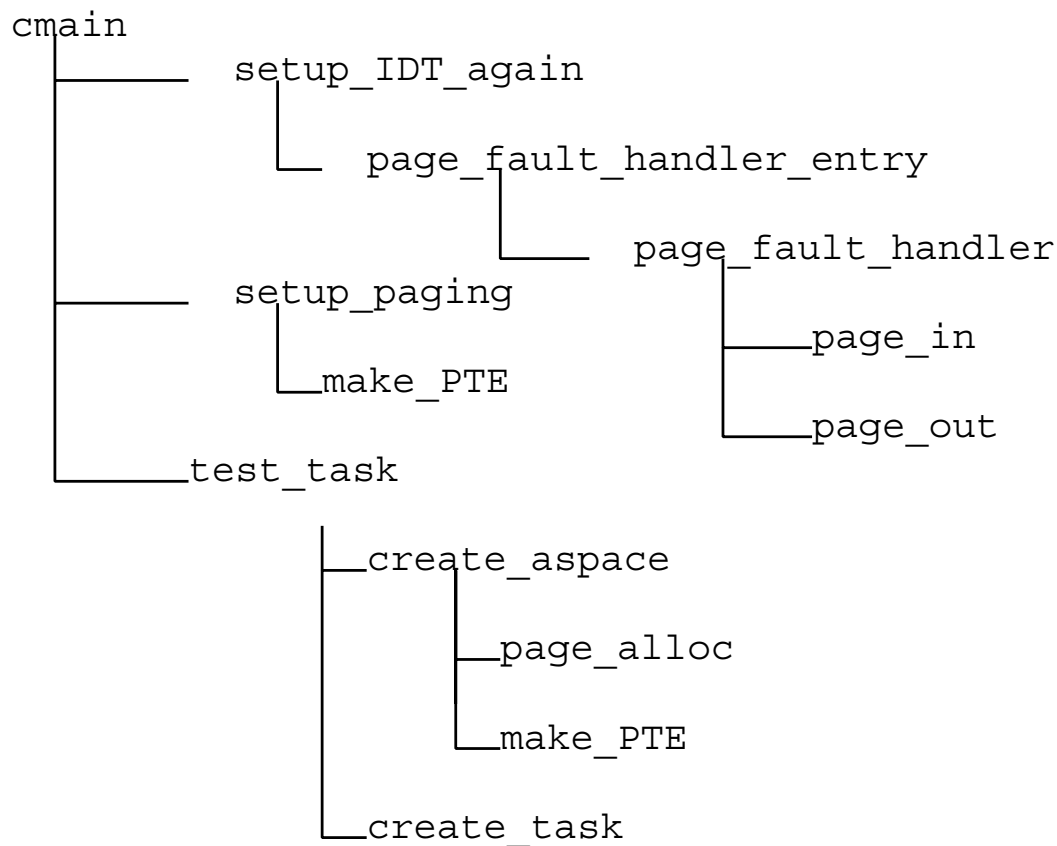 cmain
setup_IDT_again
page_fault_handler_entry
page_fault_handler
setup_paging
page_in
make_PTE
page_out
test_task
create_aspace
page_alloc
make_PTE
create_task